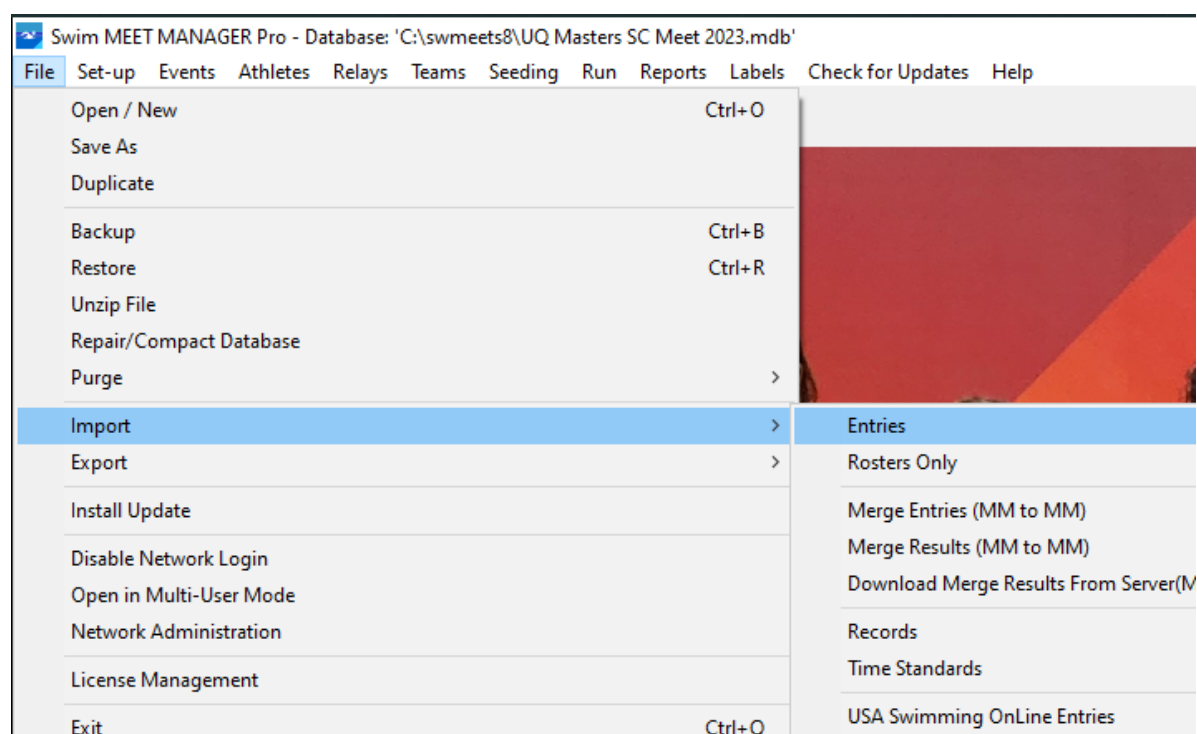 Swim MEET MANAGER Pro - Database: 'C:\swmeets8\UQ Masters SC Meet 2023.mdb'
File Set-up Events Athletes Relays Teams Seeding Run Reports Labels Check for Updates Help
Open / New Ctrl+O
Save As
Duplicate
Backup Ctrl+B
Restore Ctrl+R
Unzip File
Repair/Compact Database
Purge >
Import >
Export >
Install Update
Disable Network Login
Open in Multi-User Mode
Network Administration
License Management
Exit Ctrl+Q
Entries
Rosters Only
Merge Entries (MM to MM)
Merge Results (MM to MM)
Download Merge Results From Server(M
Records
Time Standards
USA Swimming OnLine Entries